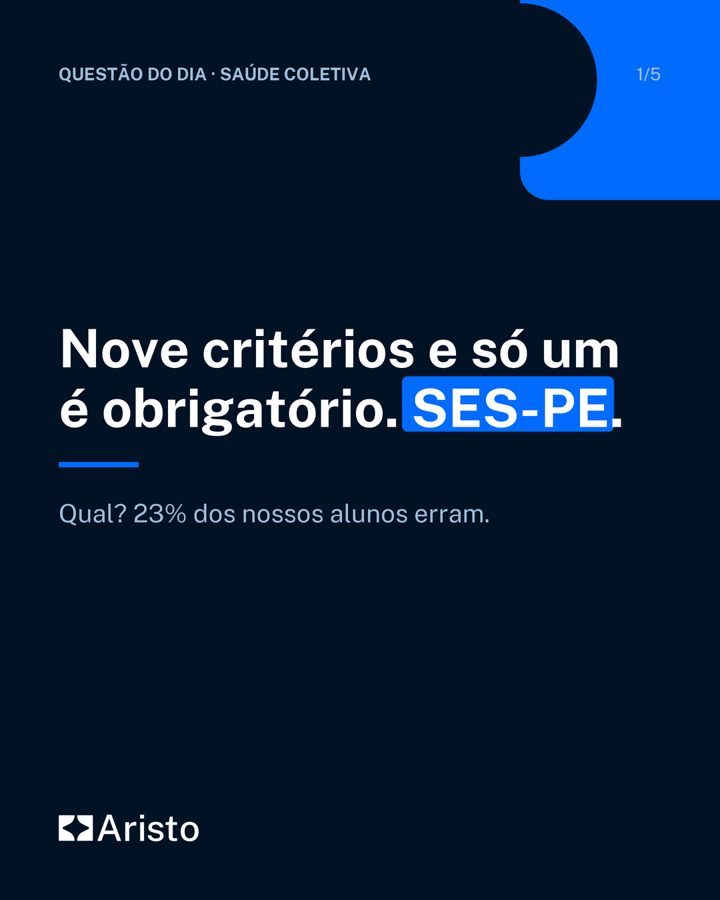 QUESTÃO DO DIA · SAÚDE COLETIVA
1/5
Nove critérios e só um
é obrigatório. SES-PE.
Qual? 23% dos nossos alunos erram.
Aristo